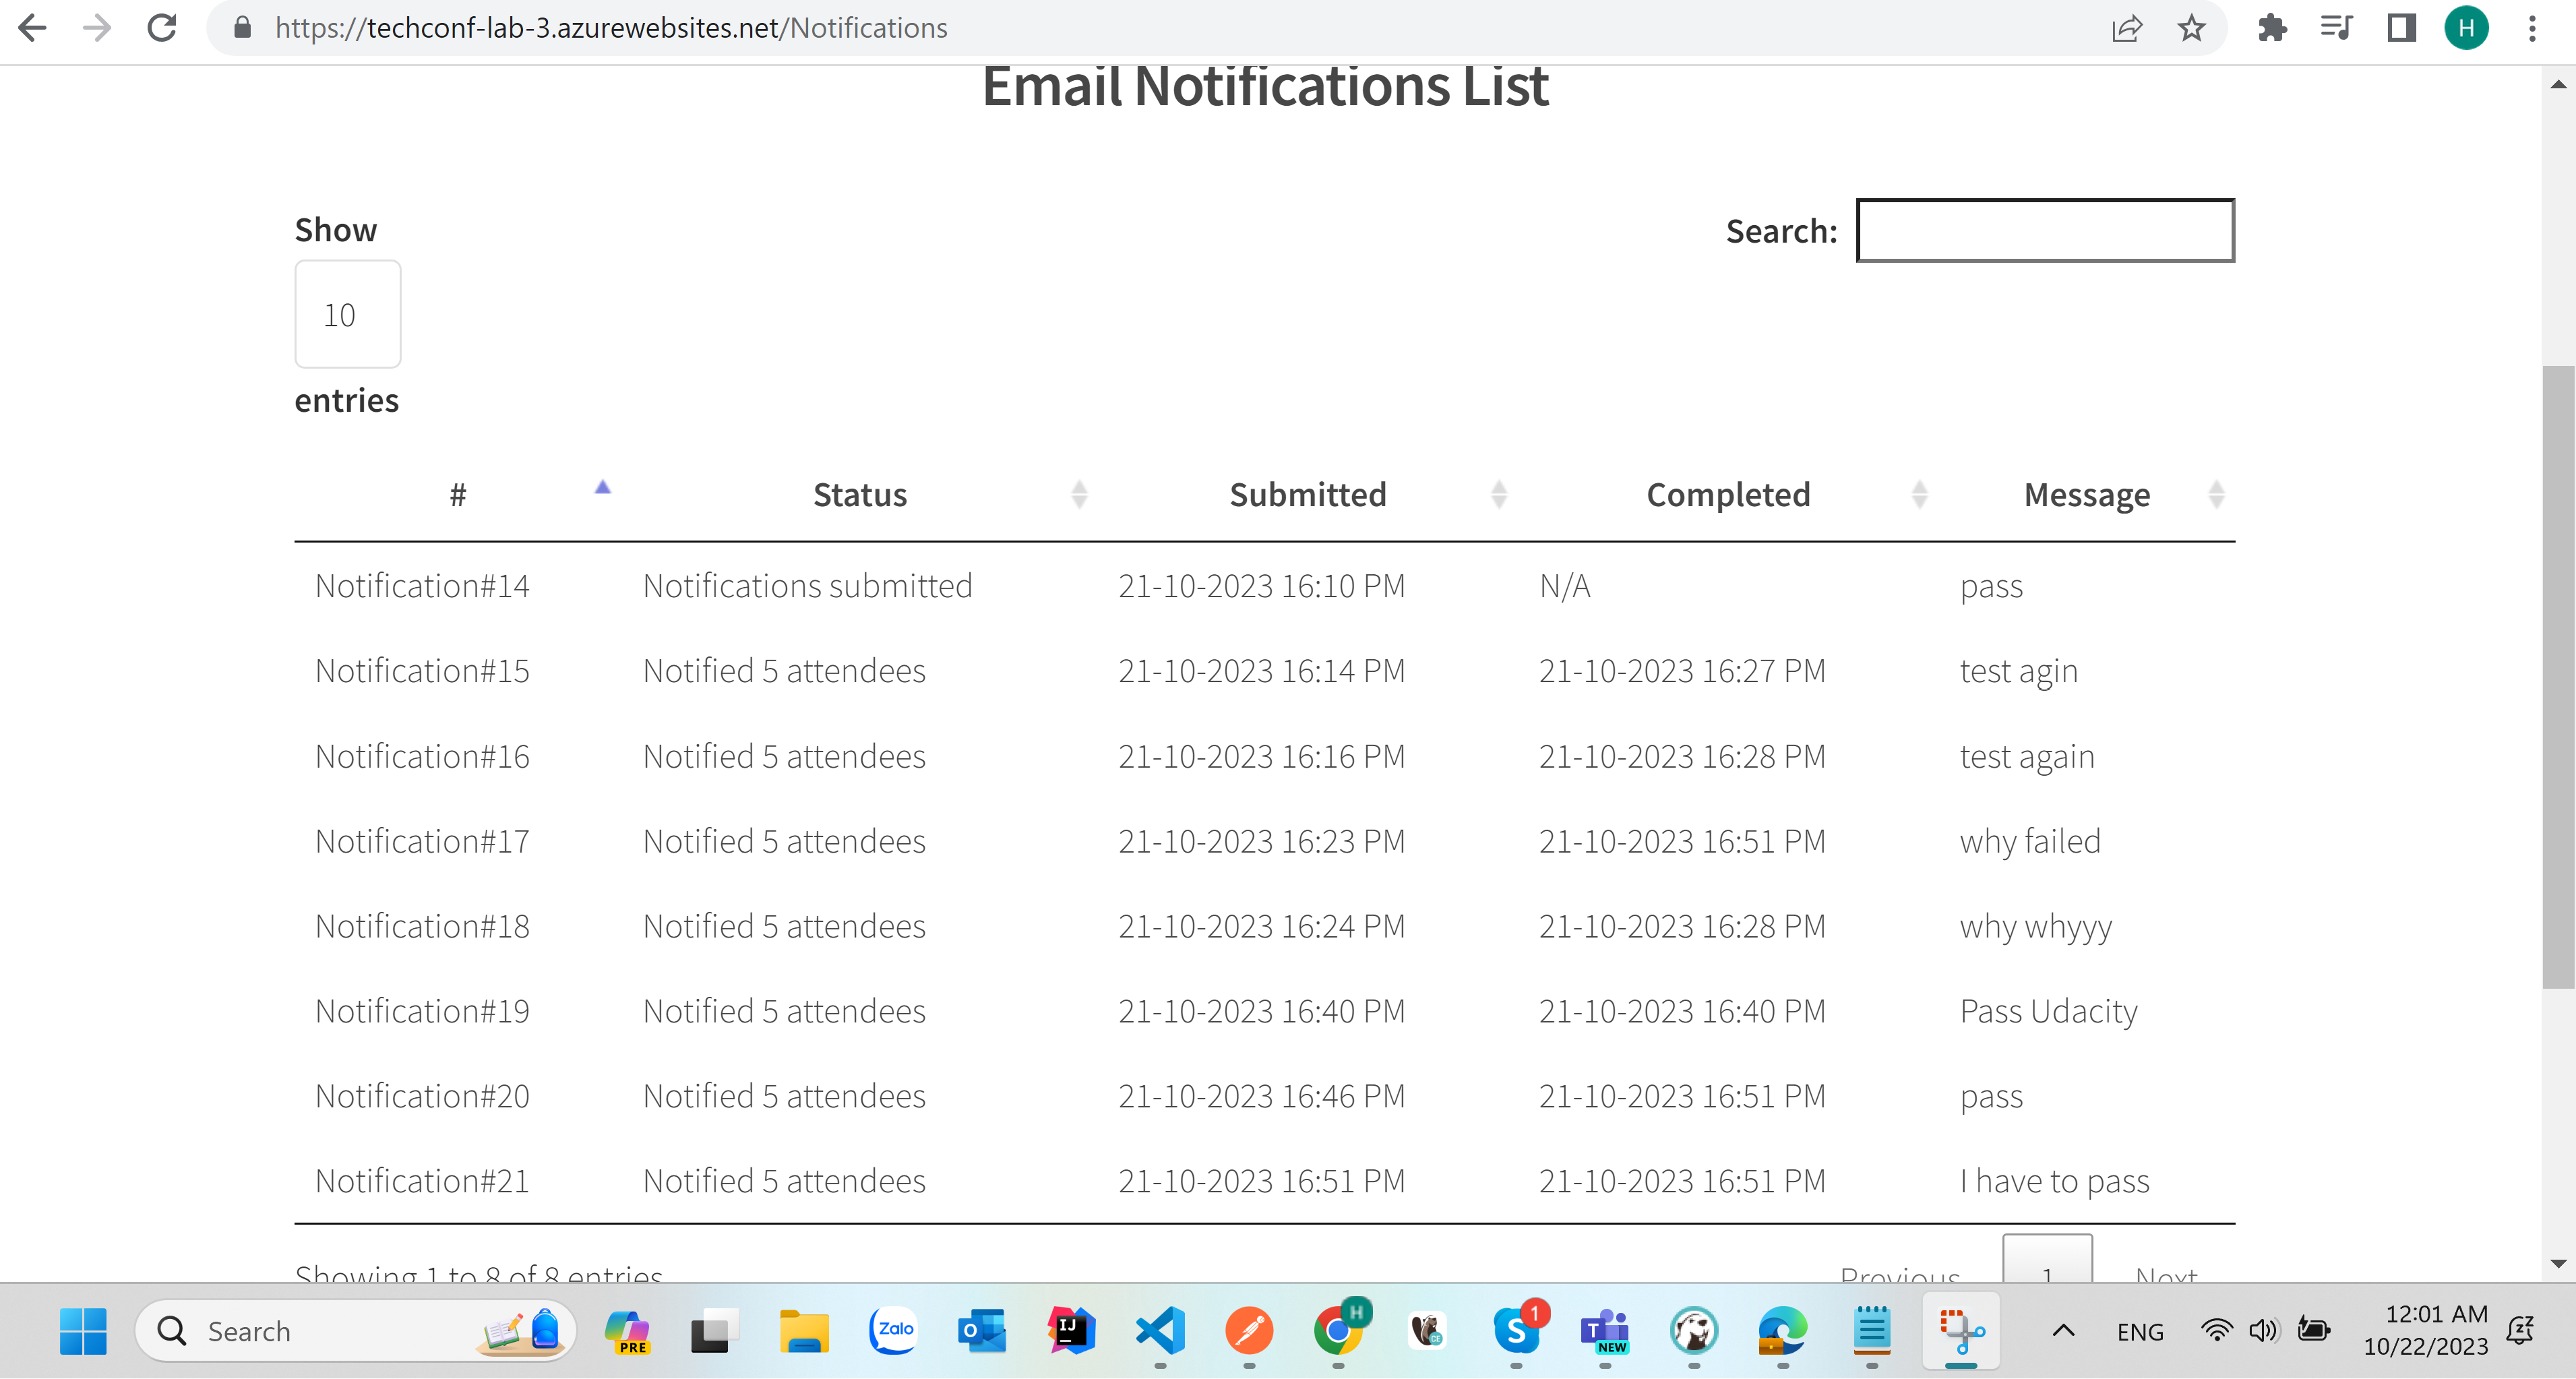 https://techconf-lab-3.azurewebsites.net/Notifications
H
Email Notifications List
Show
Search:
10
entries
# Status Submitted Completed Message
Notification#14 Notifications submitted 21-10-2023 16:10 PM N/A pass
Notification#15 Notified 5 attendees 21-10-2023 16:14 PM 21-10-2023 16:27 PM test agin
Notification#16 Notified 5 attendees 21-10-2023 16:16 PM 21-10-2023 16:28 PM test again
Notification#17 Notified 5 attendees 21-10-2023 16:23 PM 21-10-2023 16:51 PM why failed
Notification#18 Notified 5 attendees 21-10-2023 16:24 PM 21-10-2023 16:28 PM why whyyy
Notification#19 Notified 5 attendees 21-10-2023 16:40 PM 21-10-2023 16:40 PM Pass Udacity
Notification#20 Notified 5 attendees 21-10-2023 16:46 PM 21-10-2023 16:51 PM pass
Notification#21 Notified 5 attendees 21-10-2023 16:51 PM 21-10-2023 16:51 PM I have to pass
Showing 1 to 8 of 8 entries Previous 1 Next
Search PRE Zalo O IJ H CE S 1 T NEW ENG 12:01 AM
10/22/2023